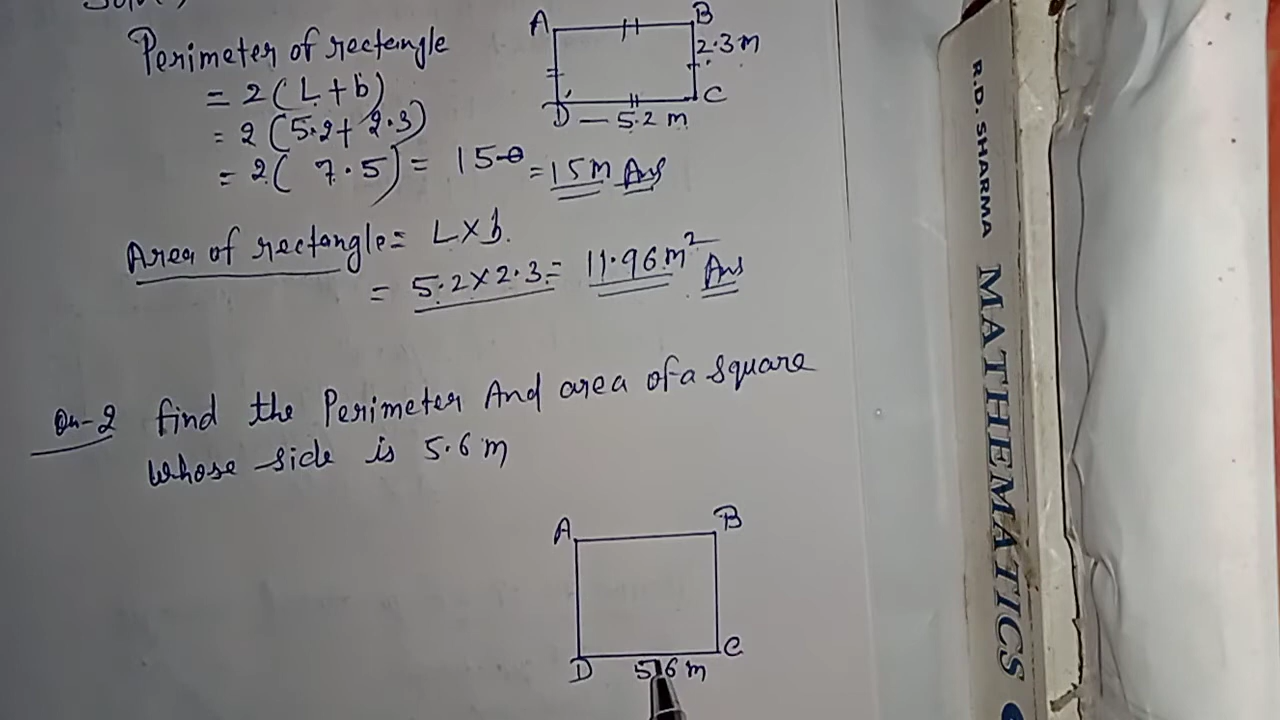 Perimeter of rectangle
= 2(L+b)
= 2(5.2+2.3)
= 2(7.5) = 15 = 15m Ans
A B
2.3m
D C
5.2 m
Area of rectangle = L×b.
= 5.2×2.3 = 11.96m² Ans
Qn-2 find the Perimeter And area of a square
whose side is 5.6 m
A B
D C
5.6 m
R.D. SHARMA MATHEMATICS